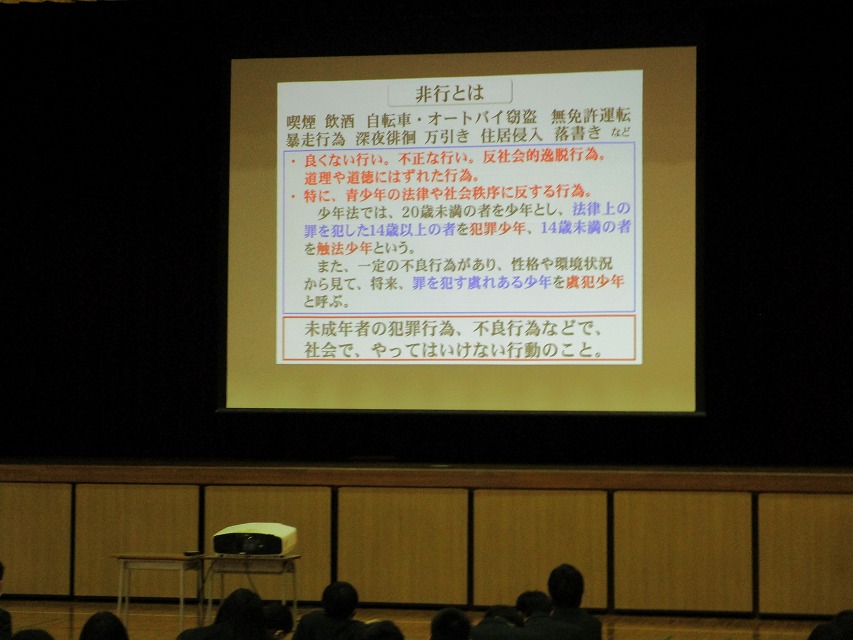 非行とは
喫煙 飲酒 自転車・オートバイ窃盗 無免許運転
暴走行為 深夜徘徊 万引き 住居侵入 落書き など
・良くない行い。不正な行い。反社会的逸脱行為。
道理や道徳にはずれた行為。
・特に、青少年の法律や社会秩序に反する行為。
少年法では、20歳未満の者を少年とし、法律上の
罪を犯した14歳以上の者を犯罪少年、14歳未満の者
を触法少年という。
また、一定の不良行為があり、性格や環境状況
から見て、将来、罪を犯す虞れある少年を虞犯少年
と呼ぶ。
未成年者の犯罪行為、不良行為などで、
社会で、やってはいけない行動のこと。